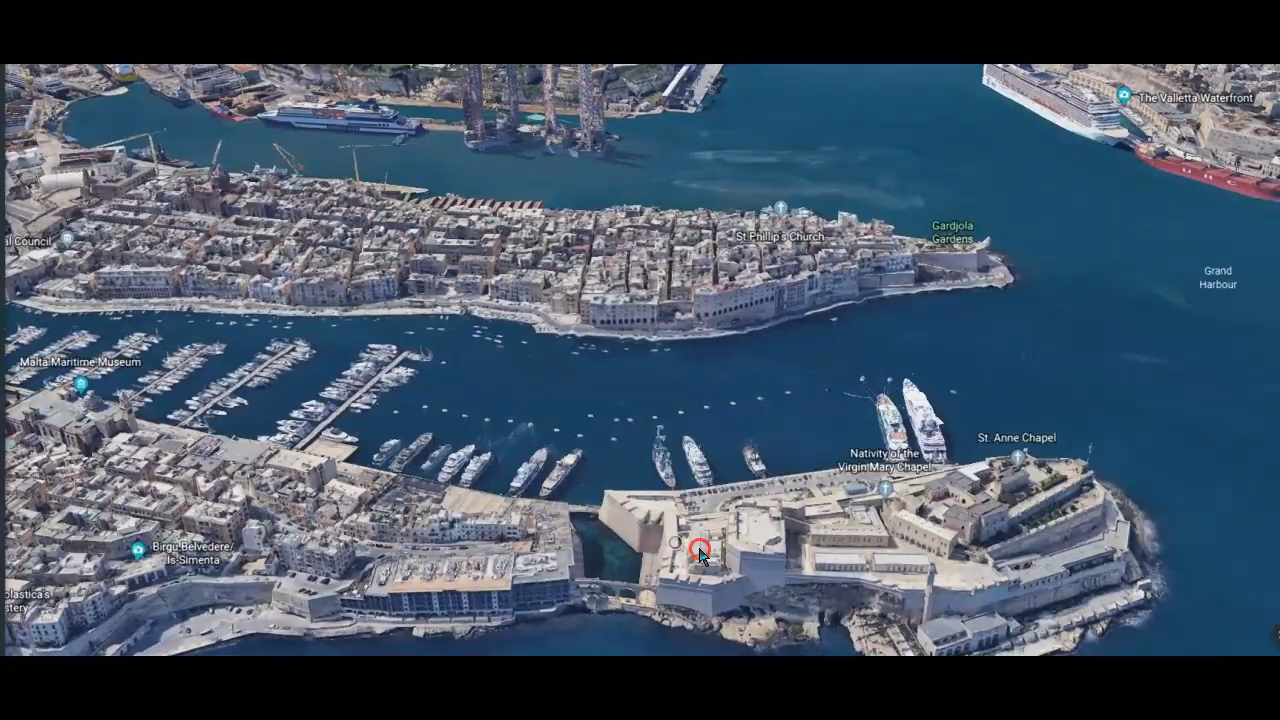 The Valletta Waterfront
Gardjola
Gardens
St Phillip's Church
il Council
Grand
Harbour
Malta Maritime Museum
St. Anne Chapel
Nativity of the
Virgin Mary Chapel
Birgu Belvedere/
Is-Simenta
olastica's
stery